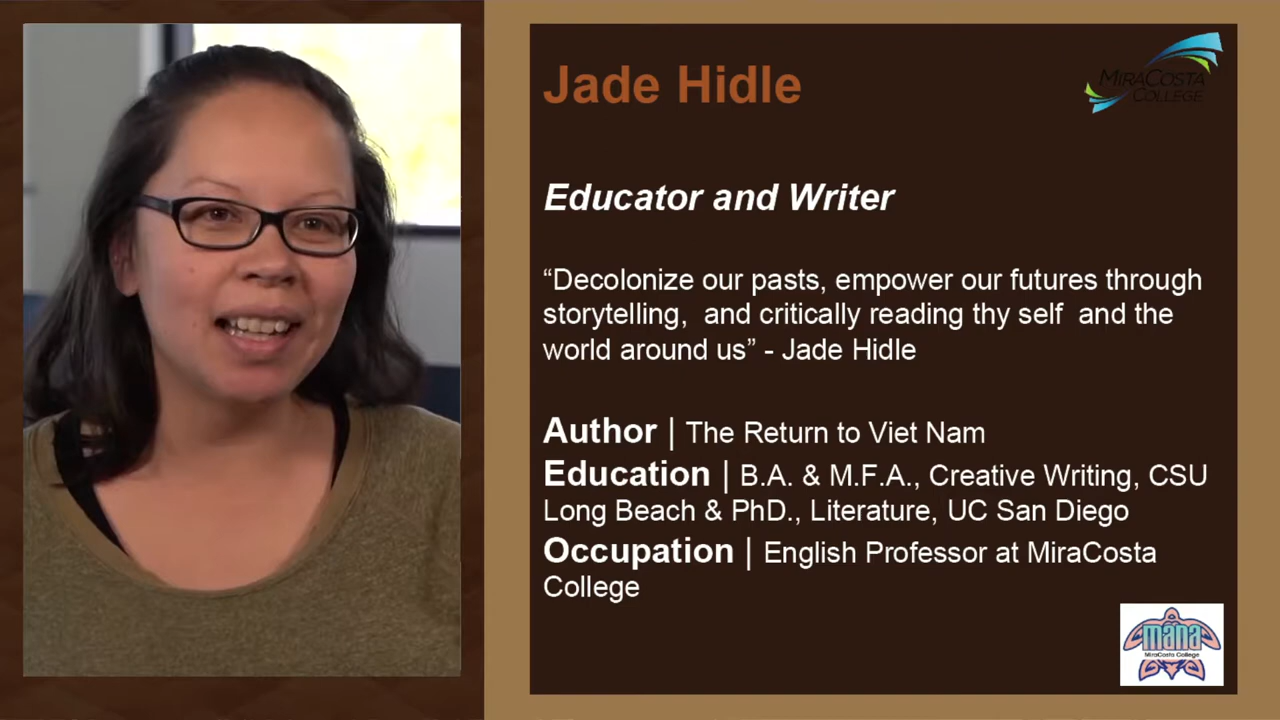 Jade Hidle
MIRACOSTA
COLLEGE
Educator and Writer
“Decolonize our pasts, empower our futures through
storytelling,  and critically reading thy self  and the
world around us” - Jade Hidle
Author | The Return to Viet Nam
Education | B.A. & M.F.A., Creative Writing, CSU
Long Beach & PhD., Literature, UC San Diego
Occupation | English Professor at MiraCosta
College
mana
MiraCosta College